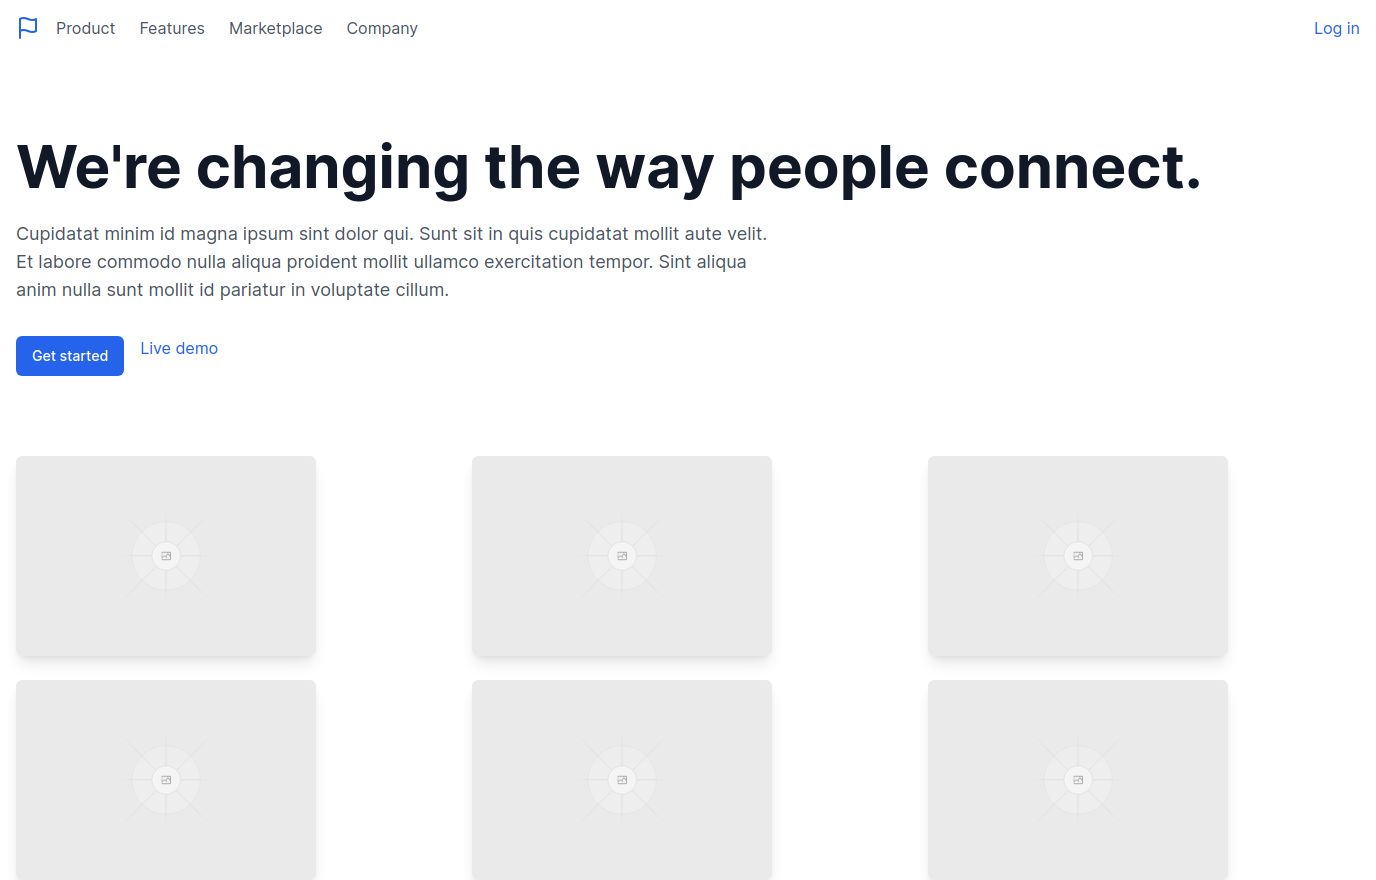 Product Features Marketplace Company Log in
We're changing the way people connect.
Cupidatat minim id magna ipsum sint dolor qui. Sunt sit in quis cupidatat mollit aute velit.
Et labore commodo nulla aliqua proident mollit ullamco exercitation tempor. Sint aliqua
anim nulla sunt mollit id pariatur in voluptate cillum.
Get started Live demo